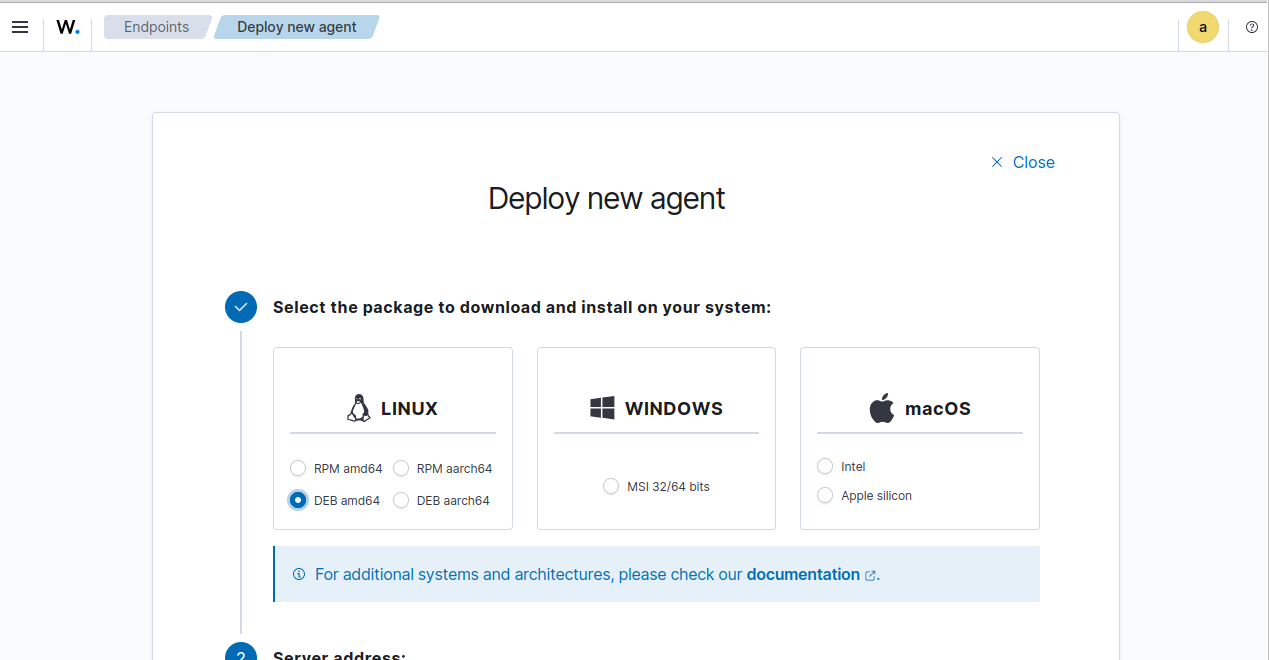 W. Endpoints Deploy new agent a
Close
Deploy new agent
Select the package to download and install on your system:
LINUX WINDOWS macOS
RPM amd64 RPM aarch64 MSI 32/64 bits Intel
DEB amd64 DEB aarch64 Apple silicon
For additional systems and architectures, please check our documentation.
2 Server address: